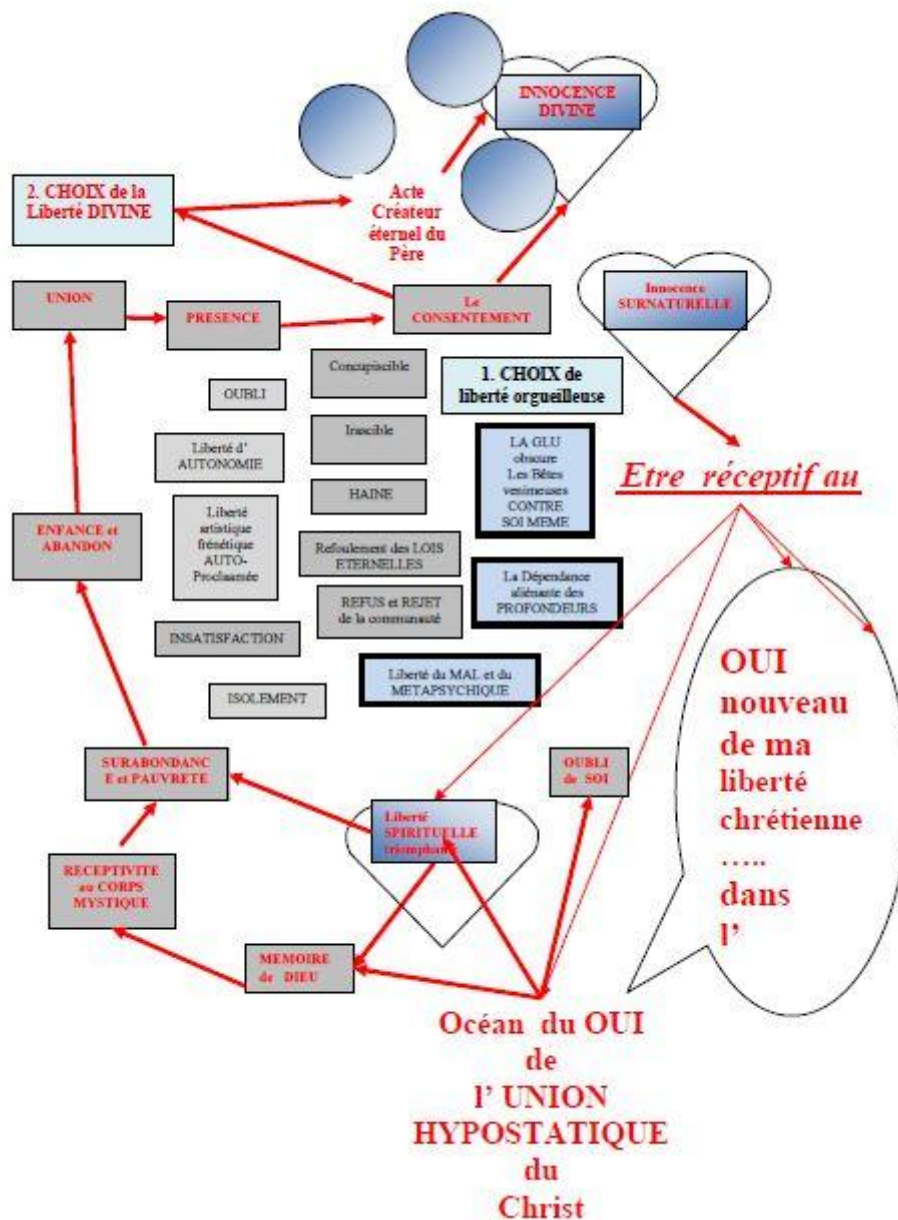 INNOCENCE
DIVINE
2. CHOIX de la
Liberté DIVINE
Acte
Créateur
éternel du
Père
UNION
PRESENCE
Le
CONSENTEMENT
Innocence
SURNATURELLE
Concupiscible
1. CHOIX de
liberté orgueilleuse
OUBLI
Irascible
Liberté d’
AUTONOMIE
LA GLU
obscure
Les Bêtes
venimeuses
CONTRE
SOI MEME
Etre réceptif au
HAINE
Liberté
artistique
frénétique
AUTO-
Proclamée
ENFANCE et
ABANDON
Refoulement des LOIS
ETERNELLES
La Dépendance
aliénante des
PROFONDEURS
REFUS et REJET
de la communauté
INSATISFACTION
Liberté du MAL et du
METAPSYCHIQUE
ISOLEMENT
OUI
nouveau
de ma
liberté
chrétienne
…..
dans
l’
SURABONDANC
E et PAUVRETE
OUBLI
de SOI
Liberté
SPIRITUELLE
triomphante
RECEPTIVITE
au CORPS
MYSTIQUE
MEMOIRE
de DIEU
Océan du OUI
de
l’ UNION
HYPOSTATIQUE
du
Christ